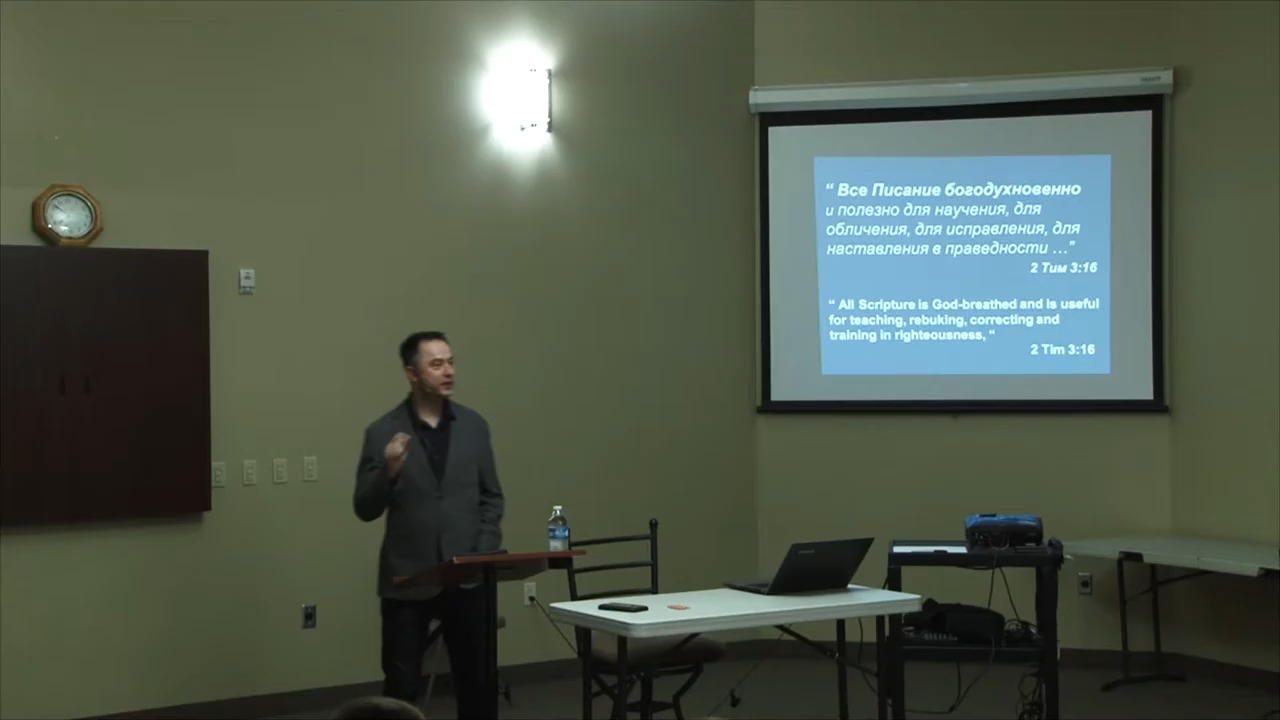 “ Все Писание богодухновенно
и полезно для научения, для
обличения, для исправления, для
наставления в праведности ...”
2 Тим 3:16
“ All Scripture is God-breathed and is useful
for teaching, rebuking, correcting and
training in righteousness, “
2 Tim 3:16